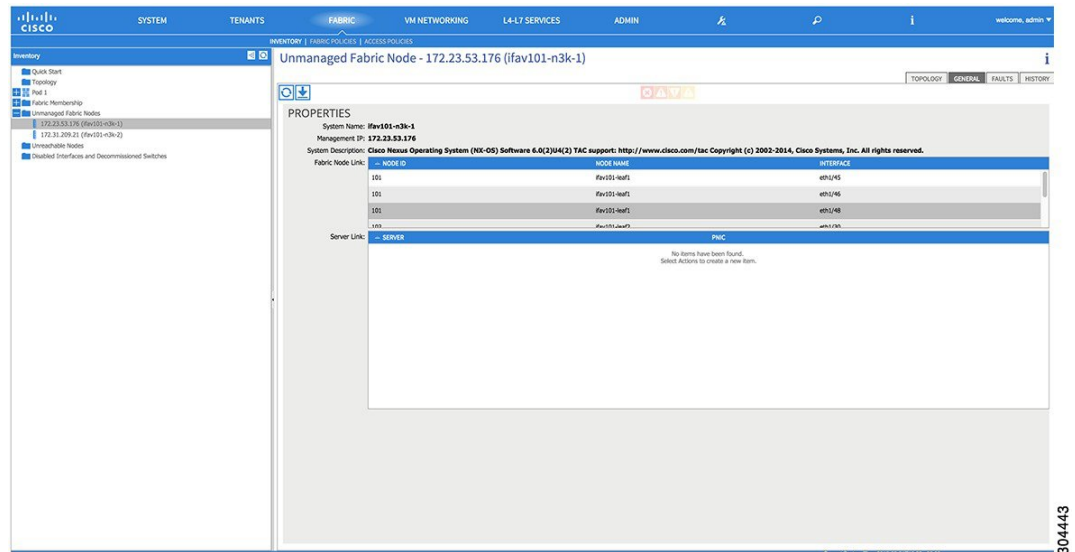 CISCO
SYSTEM TENANTS FABRIC VM NETWORKING L4-L7 SERVICES ADMIN i welcome, admin
INVENTORY | FABRIC POLICIES | ACCESS POLICIES
Inventory
Quick Start
Topology
Pod 1
Fabric Membership
Unmanaged Fabric Nodes
172.23.53.176 (ifav101-n3k-1)
172.31.209.21 (ifav101-n3k-2)
Unreachable Nodes
Disabled Interfaces and Decommissioned Switches
Unmanaged Fabric Node - 172.23.53.176 (ifav101-n3k-1) i
TOPOLOGY GENERAL FAULTS HISTORY
PROPERTIES
System Name: ifav101-n3k-1
Management IP: 172.23.53.176
System Description: Cisco Nexus Operating System (NX-OS) Software 6.0(2)U4(2) TAC support: http://www.cisco.com/tac Copyright (c) 2002-2014, Cisco Systems, Inc. All rights reserved.
Fabric Node Link: NODE ID NODE NAME INTERFACE
101 ifav101-leaf1 eth1/45
101 ifav101-leaf1 eth1/46
101 ifav101-leaf1 eth1/48
Server Link: SERVER PNIC
No items have been found.
Select Actions to create a new item.
304443